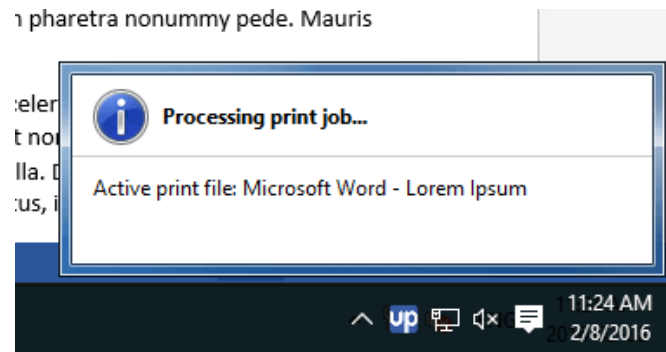 pharetra nonummy pede. Mauris
Processing print job...
Active print file: Microsoft Word - Lorem Ipsum
up
11:24 AM
2/8/2016